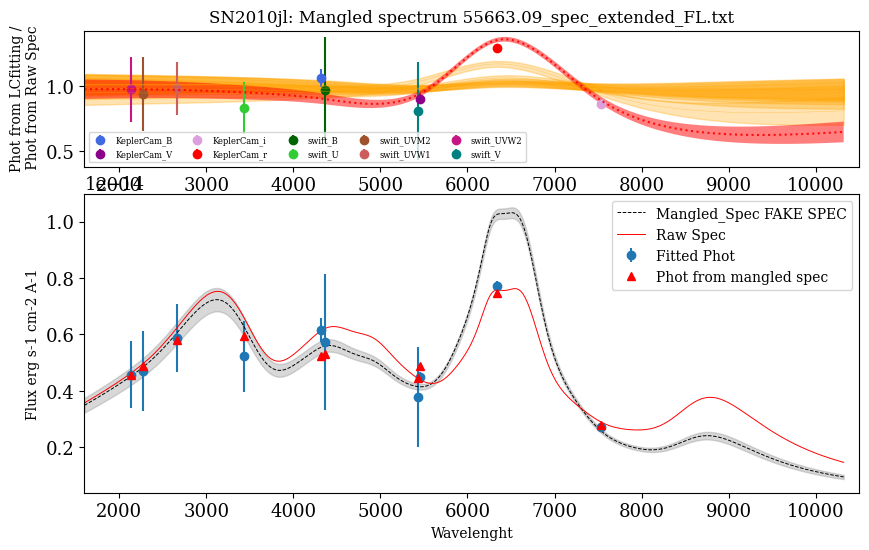 SN2010jl: Mangled spectrum 55663.09_spec_extended_FL.txt
Phot from LCfitting /
Phot from Raw Spec
1.0
0.5
KeplerCam_B KeplerCam_i swift_B swift_UVM2 swift_UVW2
KeplerCam_V KeplerCam_r swift_U swift_UVW1 swift_V
2000 3000 4000 5000 6000 7000 8000 9000 10000
1e−14
Flux erg s-1 cm-2 A-1
1.0
0.8
0.6
0.4
0.2
Mangled_Spec FAKE SPEC
Raw Spec
Fitted Phot
Phot from mangled spec
2000 3000 4000 5000 6000 7000 8000 9000 10000
Wavelenght